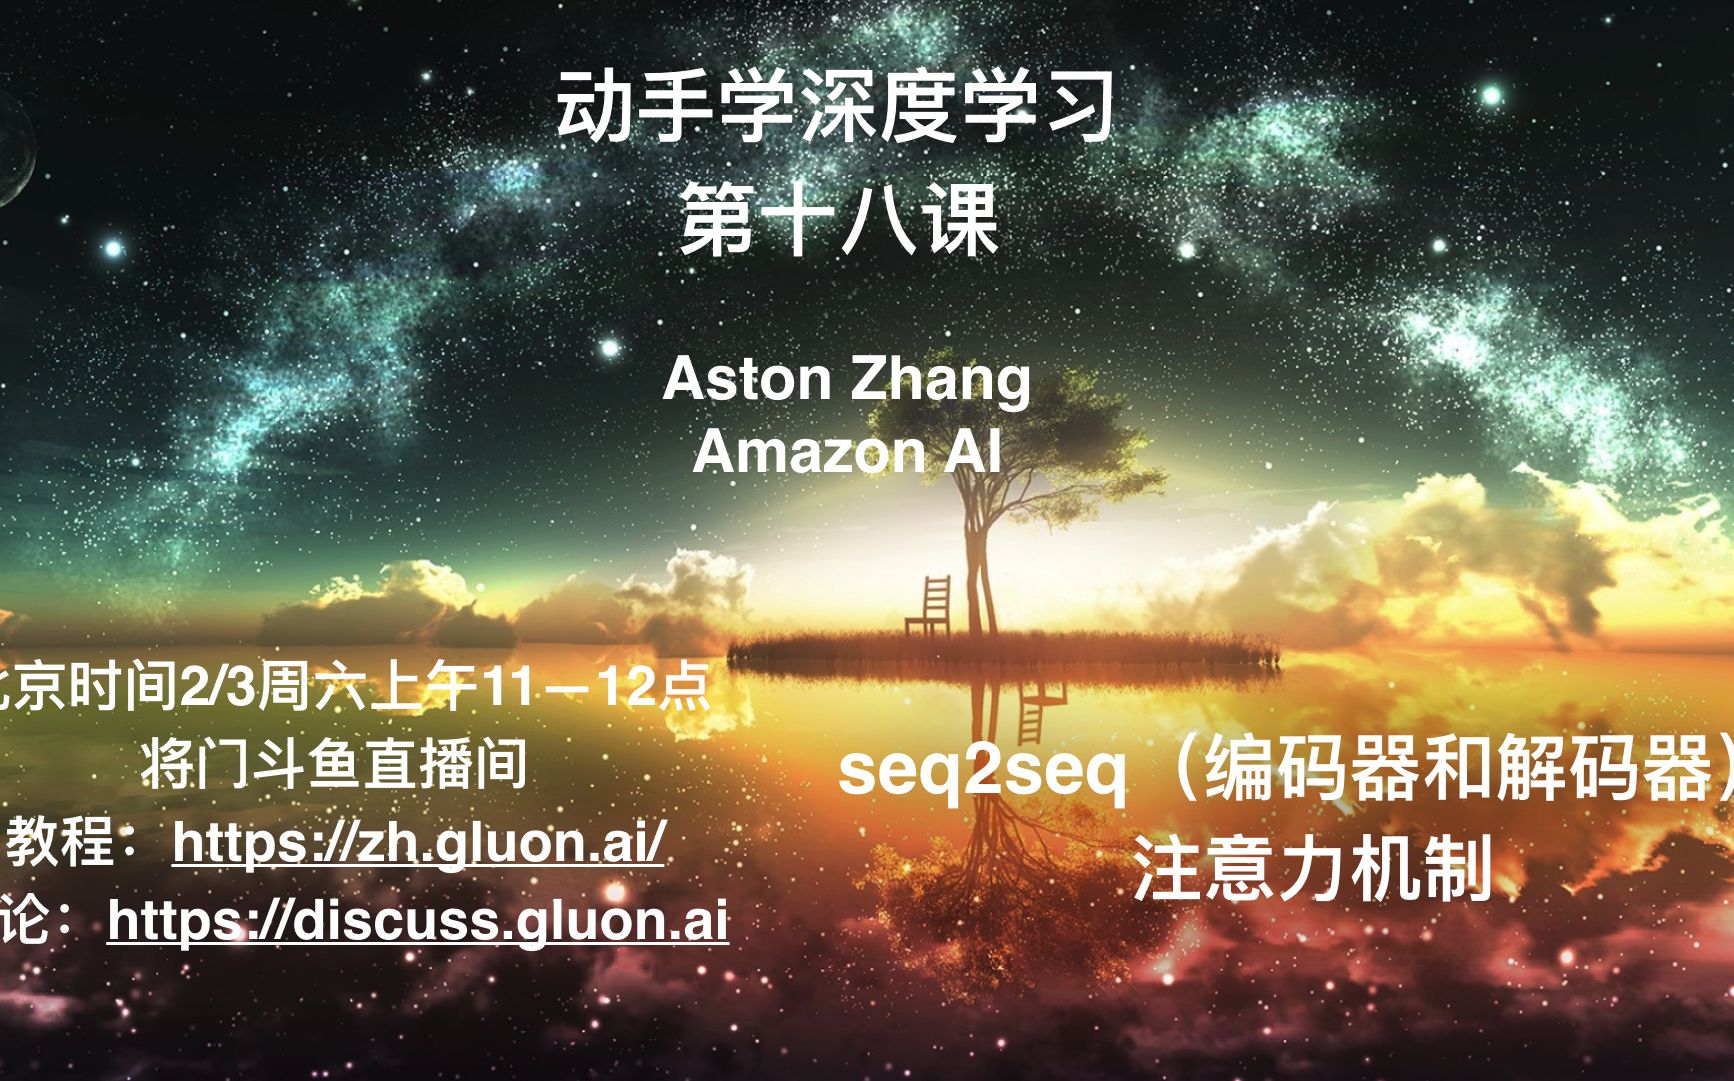 动手学深度学习
第十八课
Aston Zhang
Amazon AI
北京时间2/3周六上午11－12点
将门斗鱼直播间
教程：https://zh.gluon.ai/
论：https://discuss.gluon.ai
seq2seq（编码器和解码器）
注意力机制